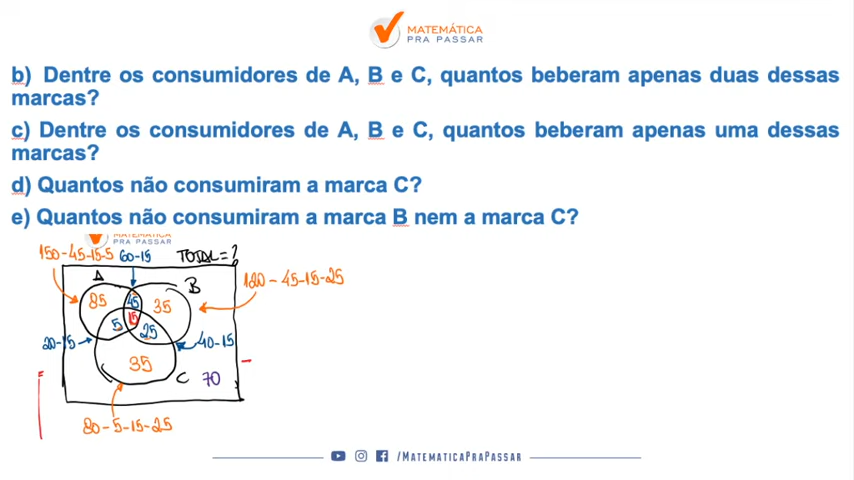 MATEMÁTICA
PRA PASSAR
b) Dentre os consumidores de A, B e C, quantos beberam apenas duas dessas
marcas?
c) Dentre os consumidores de A, B e C, quantos beberam apenas uma dessas
marcas?
d) Quantos não consumiram a marca C?
e) Quantos não consumiram a marca B nem a marca C?
PRA PASSAR
150-45-15-5 60-15 TOTAL=?
A B 120-45-15-25
85 45 35
15
5 25
20-15 40-15
35
C 70
80-5-15-25
/MATEMATICAPRAPASSAR